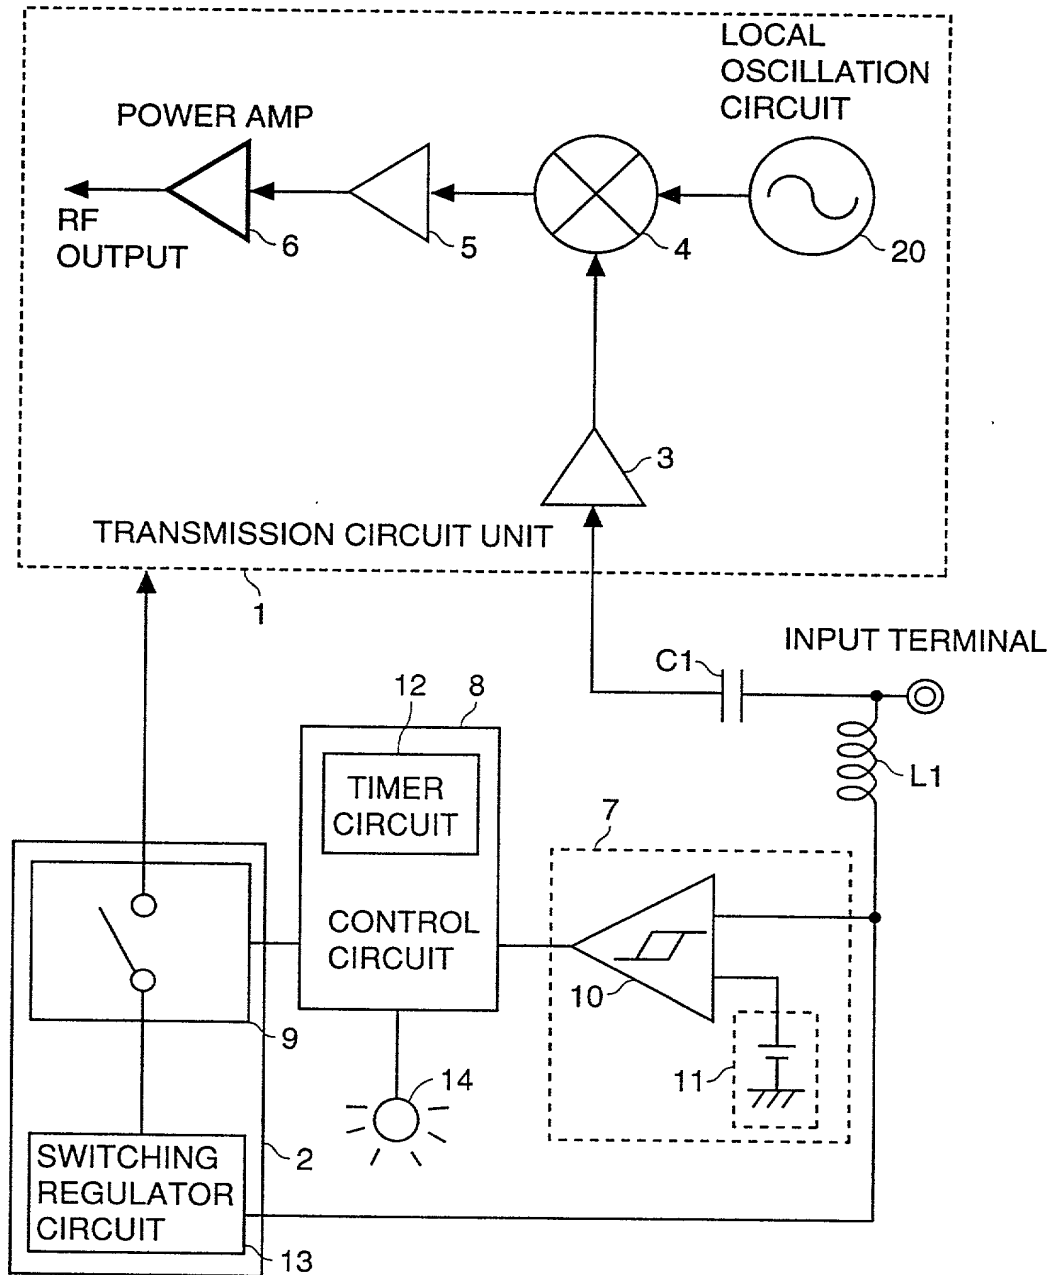 LOCAL
OSCILLATION
CIRCUIT
POWER AMP
RF
OUTPUT
6
5
4
20
3
TRANSMISSION CIRCUIT UNIT
1
INPUT TERMINAL
C1
L1
12
8
TIMER
CIRCUIT
7
CONTROL
CIRCUIT
10
9
11
14
2
SWITCHING
REGULATOR
CIRCUIT
13